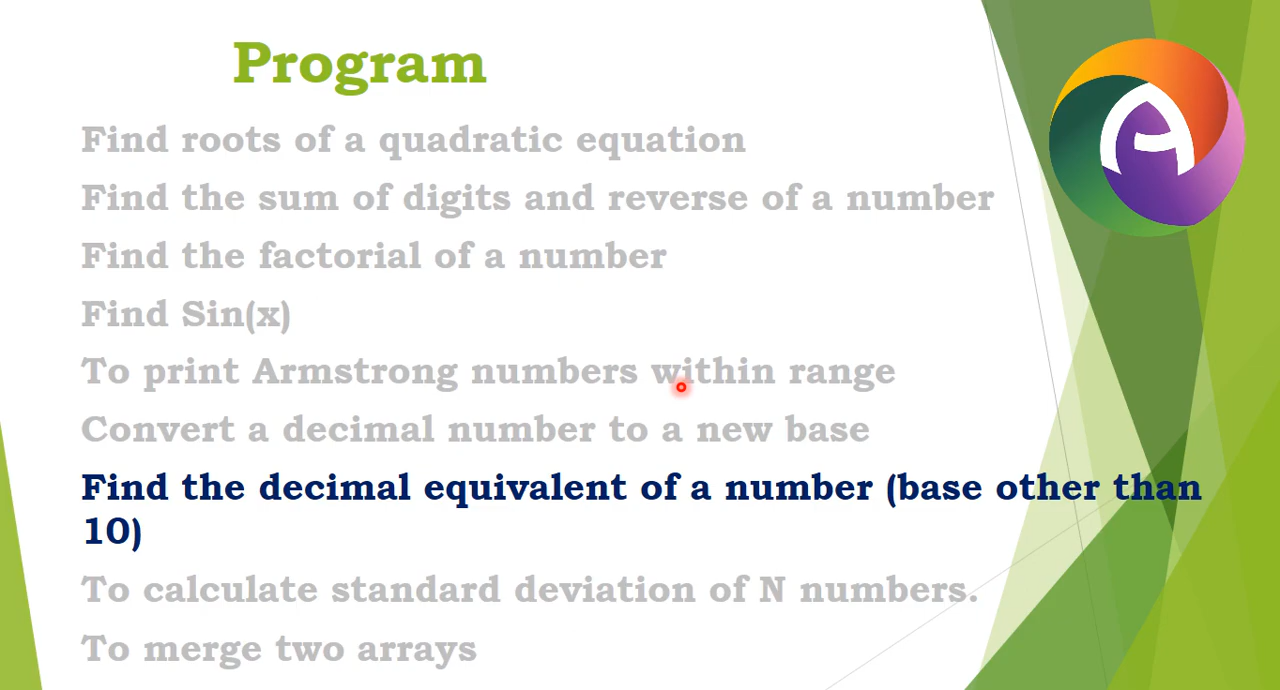 Program
Find roots of a quadratic equation
Find the sum of digits and reverse of a number
Find the factorial of a number
Find Sin(x)
To print Armstrong numbers within range
Convert a decimal number to a new base
Find the decimal equivalent of a number (base other than
10)
To calculate standard deviation of N numbers.
To merge two arrays